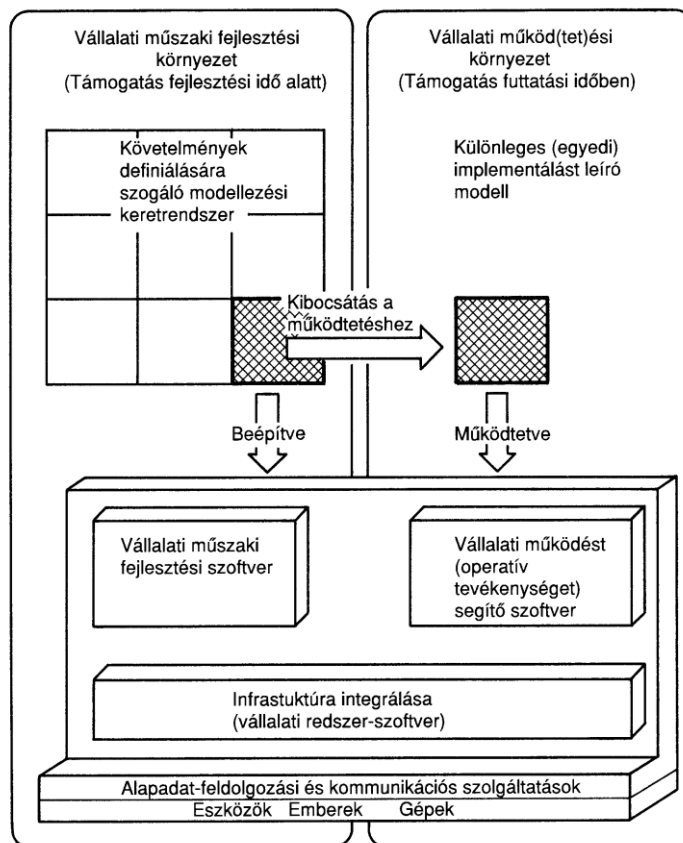 Vállalati műszaki fejlesztési
környezet
(Támogatás fejlesztési idő alatt)
Vállalati működ(tet)ési
környezet
(Támogatás futtatási időben)
Követelmények
definiálására
szogáló modellezési
keretrendszer
Különleges (egyedi)
implementálást leíró
modell
Kibocsátás a
működtetéshez
Beépítve
Működtetve
Vállalati műszaki
fejlesztési szoftver
Vállalati működést
(operatív
tevékenységet)
segítő szoftver
Infrastuktúra integrálása
(vállalati redszer-szoftver)
Alapadat-feldolgozási és kommunikációs szolgáltatások
Eszközök Emberek Gépek